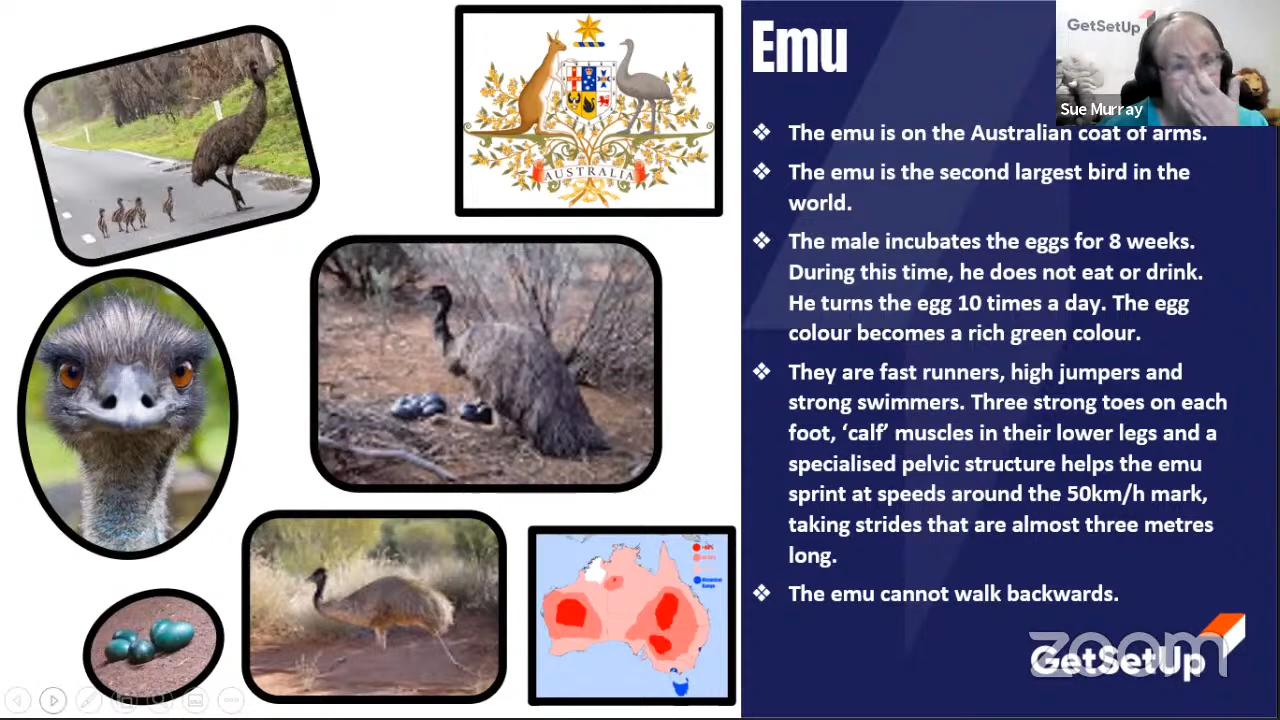 Emu
GetSetUp
Sue Murray
❖ The emu is on the Australian coat of arms.
❖ The emu is the second largest bird in the
world.
❖ The male incubates the eggs for 8 weeks.
During this time, he does not eat or drink.
He turns the egg 10 times a day. The egg
colour becomes a rich green colour.
❖ They are fast runners, high jumpers and
strong swimmers. Three strong toes on each
foot, ‘calf’ muscles in their lower legs and a
specialised pelvic structure helps the emu
sprint at speeds around the 50km/h mark,
taking strides that are almost three metres
long.
❖ The emu cannot walk backwards.
zoom
GetSetUp
AUSTRALIA